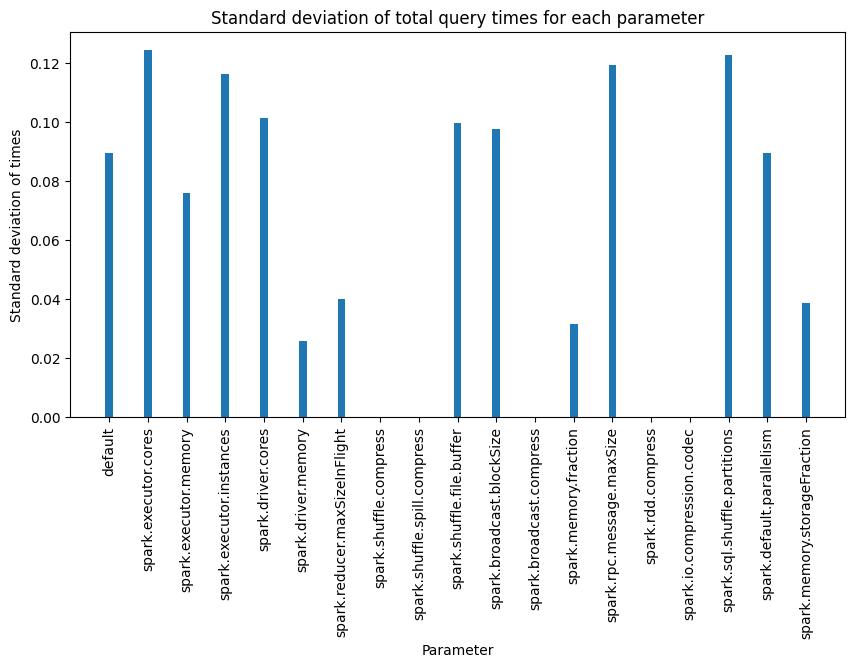 Standard deviation of total query times for each parameter
Standard deviation of times
0.12
0.10
0.08
0.06
0.04
0.02
0.00
default
spark.executor.cores
spark.executor.memory
spark.executor.instances
spark.driver.cores
spark.driver.memory
spark.reducer.maxSizeInFlight
spark.shuffle.compress
spark.shuffle.spill.compress
spark.shuffle.file.buffer
spark.broadcast.blockSize
spark.broadcast.compress
spark.memory.fraction
spark.rpc.message.maxSize
spark.rdd.compress
spark.io.compression.codec
spark.sql.shuffle.partitions
spark.default.parallelism
spark.memory.storageFraction
Parameter